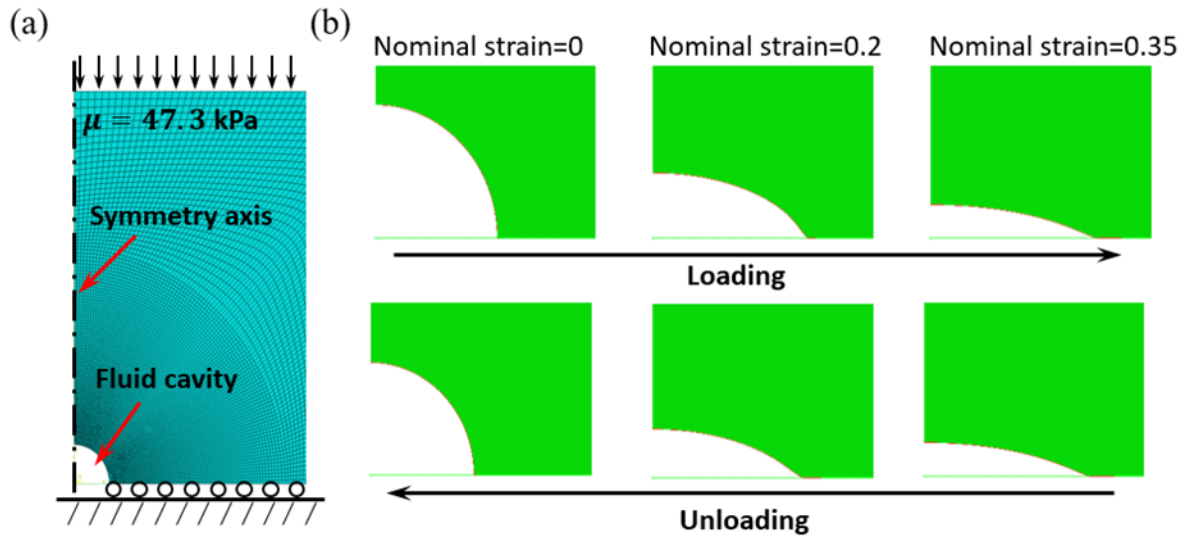 (a)
(b)
Nominal strain=0
Nominal strain=0.2
Nominal strain=0.35
μ = 47.3 kPa
Symmetry axis
Fluid cavity
Loading
Unloading